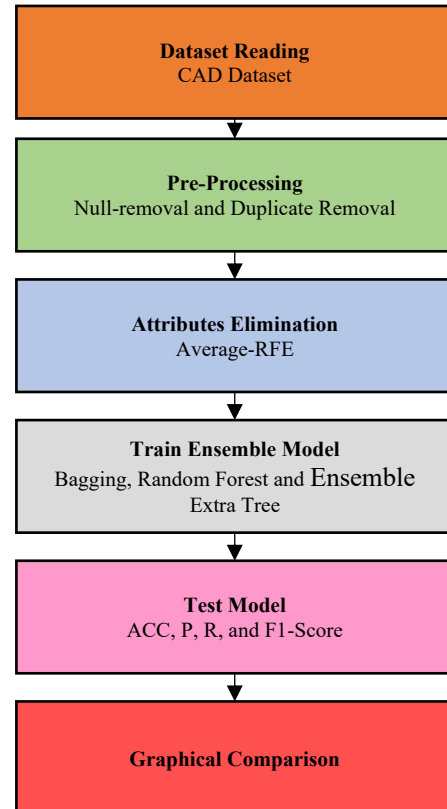 Dataset Reading
CAD Dataset
Pre-Processing
Null-removal and Duplicate Removal
Attributes Elimination
Average-RFE
Train Ensemble Model
Bagging, Random Forest and Ensemble
Extra Tree
Test Model
ACC, P, R, and F1-Score
Graphical Comparison